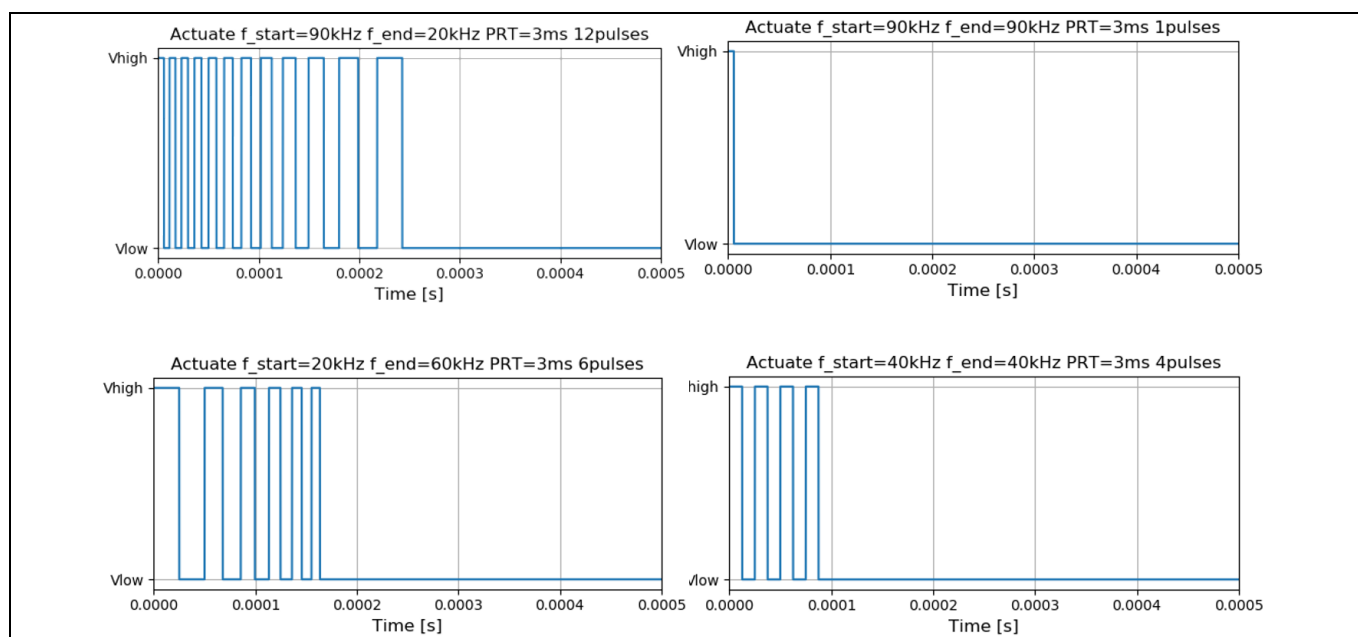 Actuate f_start=90kHz f_end=20kHz PRT=3ms 12pulses
Vhigh
Vlow
0.0000 0.0001 0.0002 0.0003 0.0004 0.0005
Time [s]
Actuate f_start=90kHz f_end=90kHz PRT=3ms 1pulses
Vhigh
Vlow
0.0000 0.0001 0.0002 0.0003 0.0004 0.0005
Time [s]
Actuate f_start=20kHz f_end=60kHz PRT=3ms 6pulses
Vhigh
Vlow
0.0000 0.0001 0.0002 0.0003 0.0004 0.0005
Time [s]
Actuate f_start=40kHz f_end=40kHz PRT=3ms 4pulses
high
Vlow
0.0000 0.0001 0.0002 0.0003 0.0004 0.0005
Time [s]